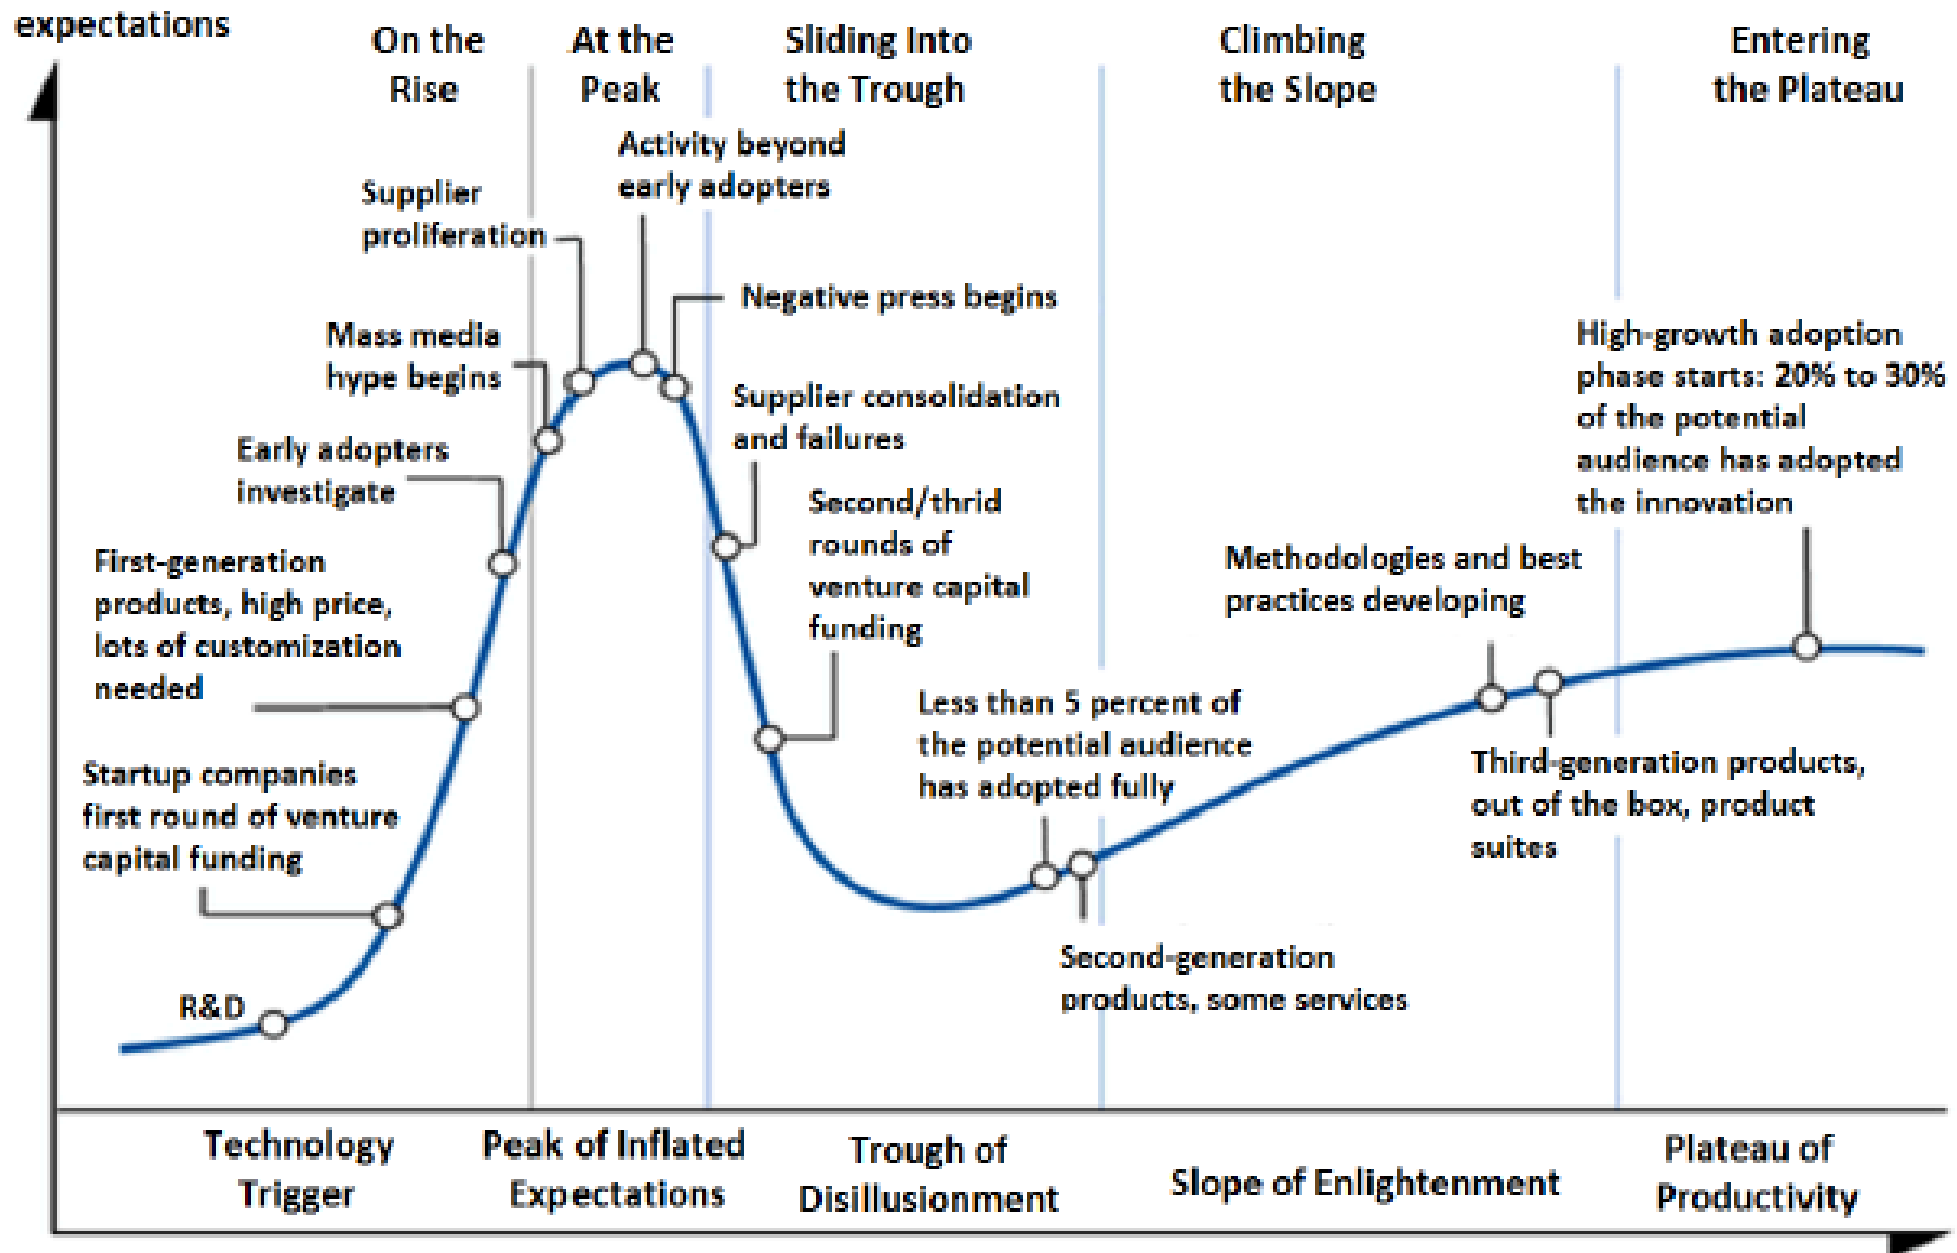 expectations
On the
Rise
At the
Peak
Sliding Into
the Trough
Climbing
the Slope
Entering
the Plateau
Activity beyond
early adopters
Supplier
proliferation
Negative press begins
Mass media
hype begins
High-growth adoption
phase starts: 20% to 30%
of the potential
audience has adopted
the innovation
Supplier consolidation
and failures
Early adopters
investigate
Second/thrid
rounds of
venture capital
funding
First-generation
products, high price,
lots of customization
needed
Methodologies and best
practices developing
Less than 5 percent of
the potential audience
has adopted fully
Startup companies
first round of venture
capital funding
Third-generation products,
out of the box, product
suites
Second-generation
products, some services
R&D
Technology
Trigger
Peak of Inflated
Expectations
Trough of
Disillusionment
Slope of Enlightenment
Plateau of
Productivity